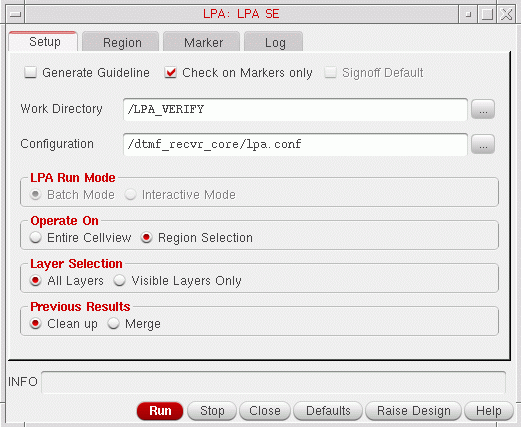 LPA: LPA SE
Setup Region Marker Log
Generate Guideline Check on Markers only Signoff Default
Work Directory /LPA_VERIFY ...
Configuration /dtmf_recvr_core/lpa.conf ...
LPA Run Mode
Batch Mode Interactive Mode
Operate On
Entire Cellview Region Selection
Layer Selection
All Layers Visible Layers Only
Previous Results
Clean up Merge
INFO
Run Stop Close Defaults Raise Design Help